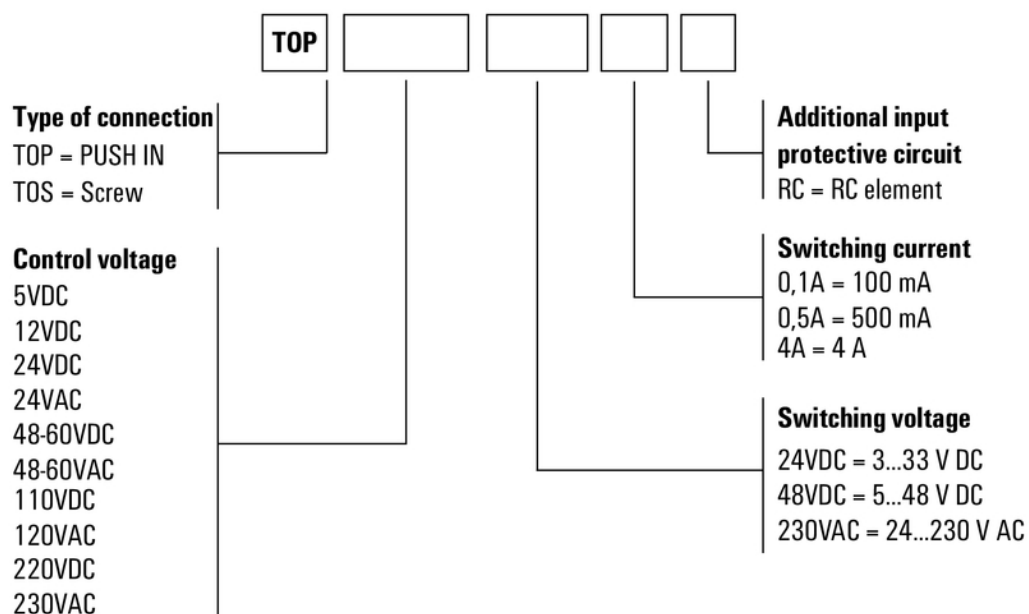 TOP
Type of connection
TOP = PUSH IN
TOS = Screw
Control voltage
5VDC
12VDC
24VDC
24VAC
48-60VDC
48-60VAC
110VDC
120VAC
220VDC
230VAC
Additional input
protective circuit
RC = RC element
Switching current
0,1A = 100 mA
0,5A = 500 mA
4A = 4 A
Switching voltage
24VDC = 3...33 V DC
48VDC = 5...48 V DC
230VAC = 24...230 V AC